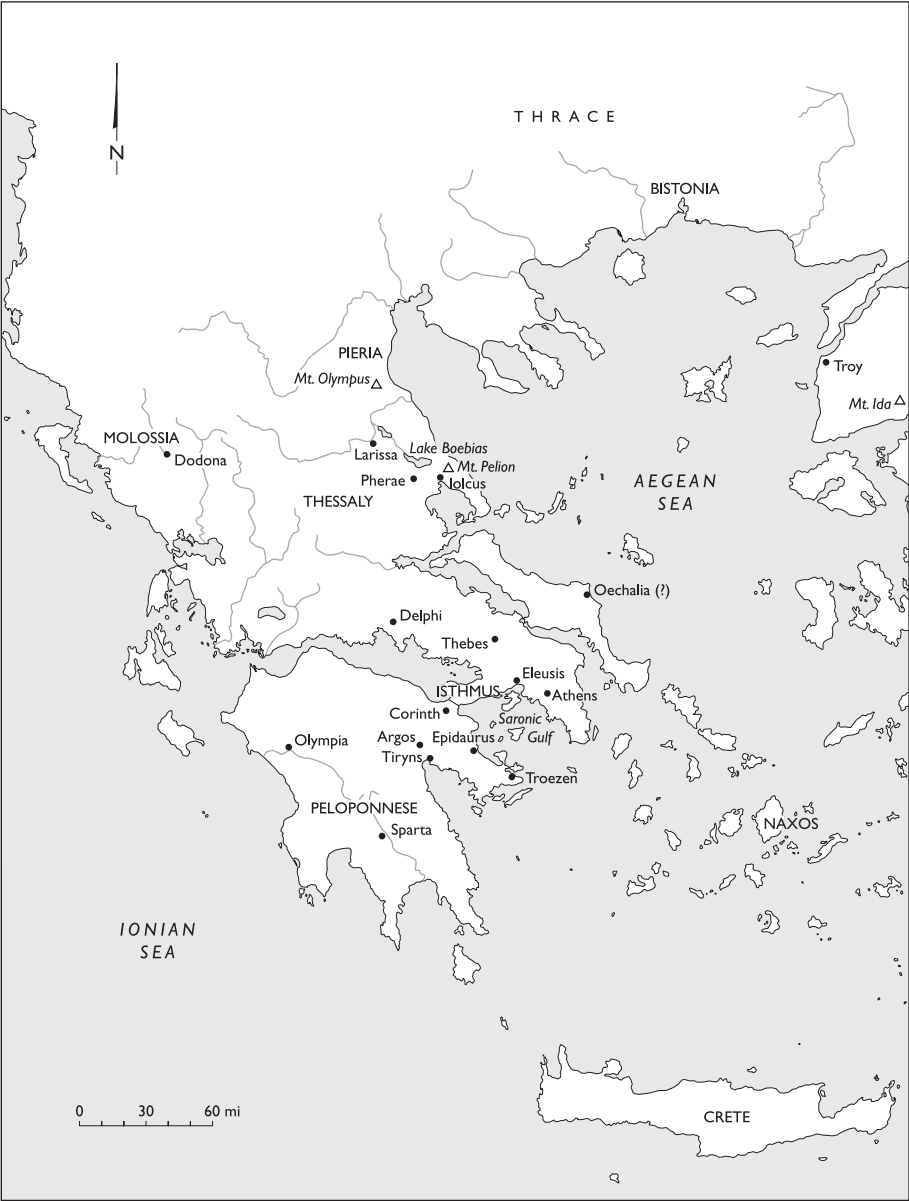 THRACE
N
BISTONIA
PIERIA
Mt. Olympus
Troy
Mt. Ida
MOLOSSIA
Dodona
Larissa
Lake Boebias
Mt. Pelion
Pherae
Iolcus
THESSALY
AEGEAN
SEA
Oechalia (?)
Delphi
Thebes
Eleusis
ISTHMUS
Athens
Corinth
Saronic
Gulf
Argos
Epidaurus
Olympia
Tiryns
Troezen
PELOPONNESE
Sparta
NAXOS
IONIAN
SEA
0 30 60 mi
CRETE